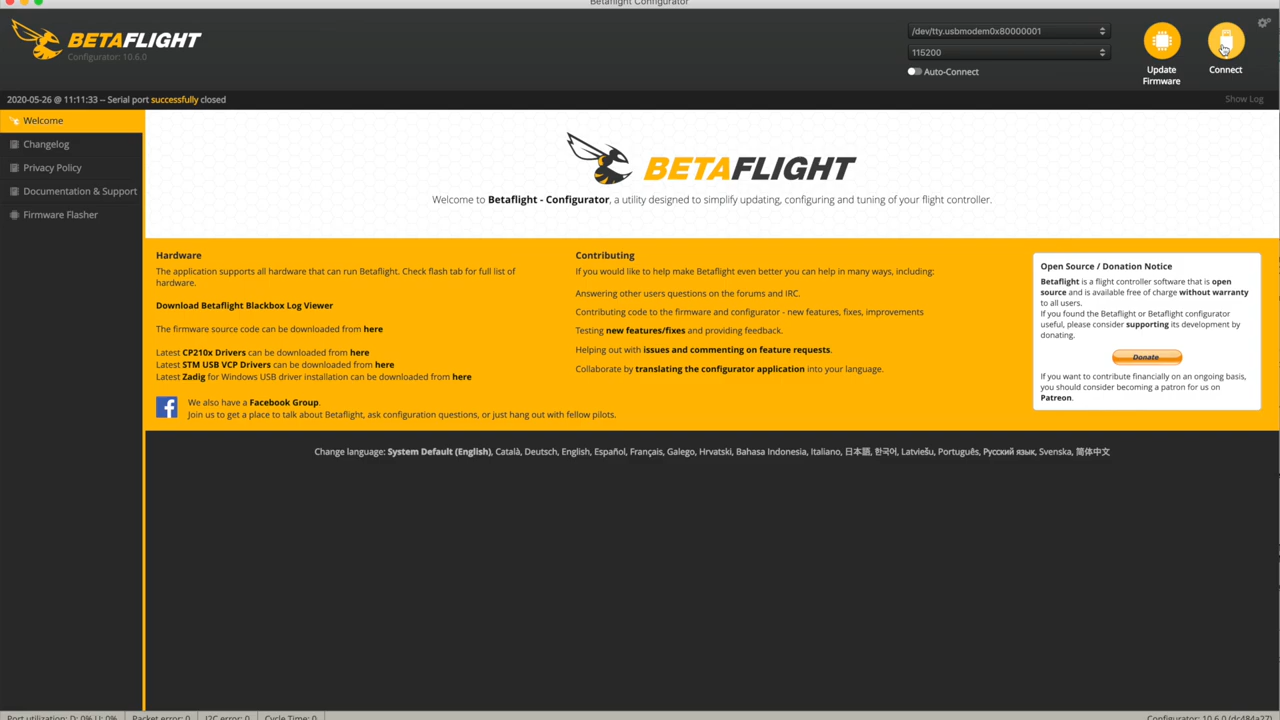 Betaflight Configurator
BETAFLIGHT
Configurator: 10.6.0
/dev/tty.usbmodem0x80000001
115200
Auto-Connect
Update
Firmware
Connect
2020-05-26 @ 11:11:33 -- Serial port successfully closed
Show Log
Welcome
Changelog
Privacy Policy
Documentation & Support
Firmware Flasher
BETAFLIGHT
Welcome to Betaflight - Configurator, a utility designed to simplify updating, configuring and tuning of your flight controller.
Hardware
The application supports all hardware that can run Betaflight. Check flash tab for full list of
hardware.
Download Betaflight Blackbox Log Viewer
The firmware source code can be downloaded from here
Latest CP210x Drivers can be downloaded from here
Latest STM USB VCP Drivers can be downloaded from here
Latest Zadig for Windows USB driver installation can be downloaded from here
We also have a Facebook Group.
Join us to get a place to talk about Betaflight, ask configuration questions, or just hang out with fellow pilots.
Contributing
If you would like to help make Betaflight even better you can help in many ways, including:
Answering other users questions on the forums and IRC.
Contributing code to the firmware and configurator - new features, fixes, improvements
Testing new features/fixes and providing feedback.
Helping out with issues and commenting on feature requests.
Collaborate by translating the configurator application into your language.
Open Source / Donation Notice
Betaflight is a flight controller software that is open
source and is available free of charge without warranty
to all users.
If you found the Betaflight or Betaflight configurator
useful, please consider supporting its development by
donating.
Donate
If you want to contribute financially on an ongoing basis,
you should consider becoming a patron for us on
Patreon.
Change language: System Default (English), Català, Deutsch, English, Español, Français, Galego, Hrvatski, Bahasa Indonesia, Italiano, 日本語, 한국어, Latviešu, Português, Русский язык, Svenska, 简体中文
Port utilization: D: 0% U: 0%
Packet error: 0
I2C error: 0
Cycle Time: 0
Configurator: 10.6.0 (dc484a27)